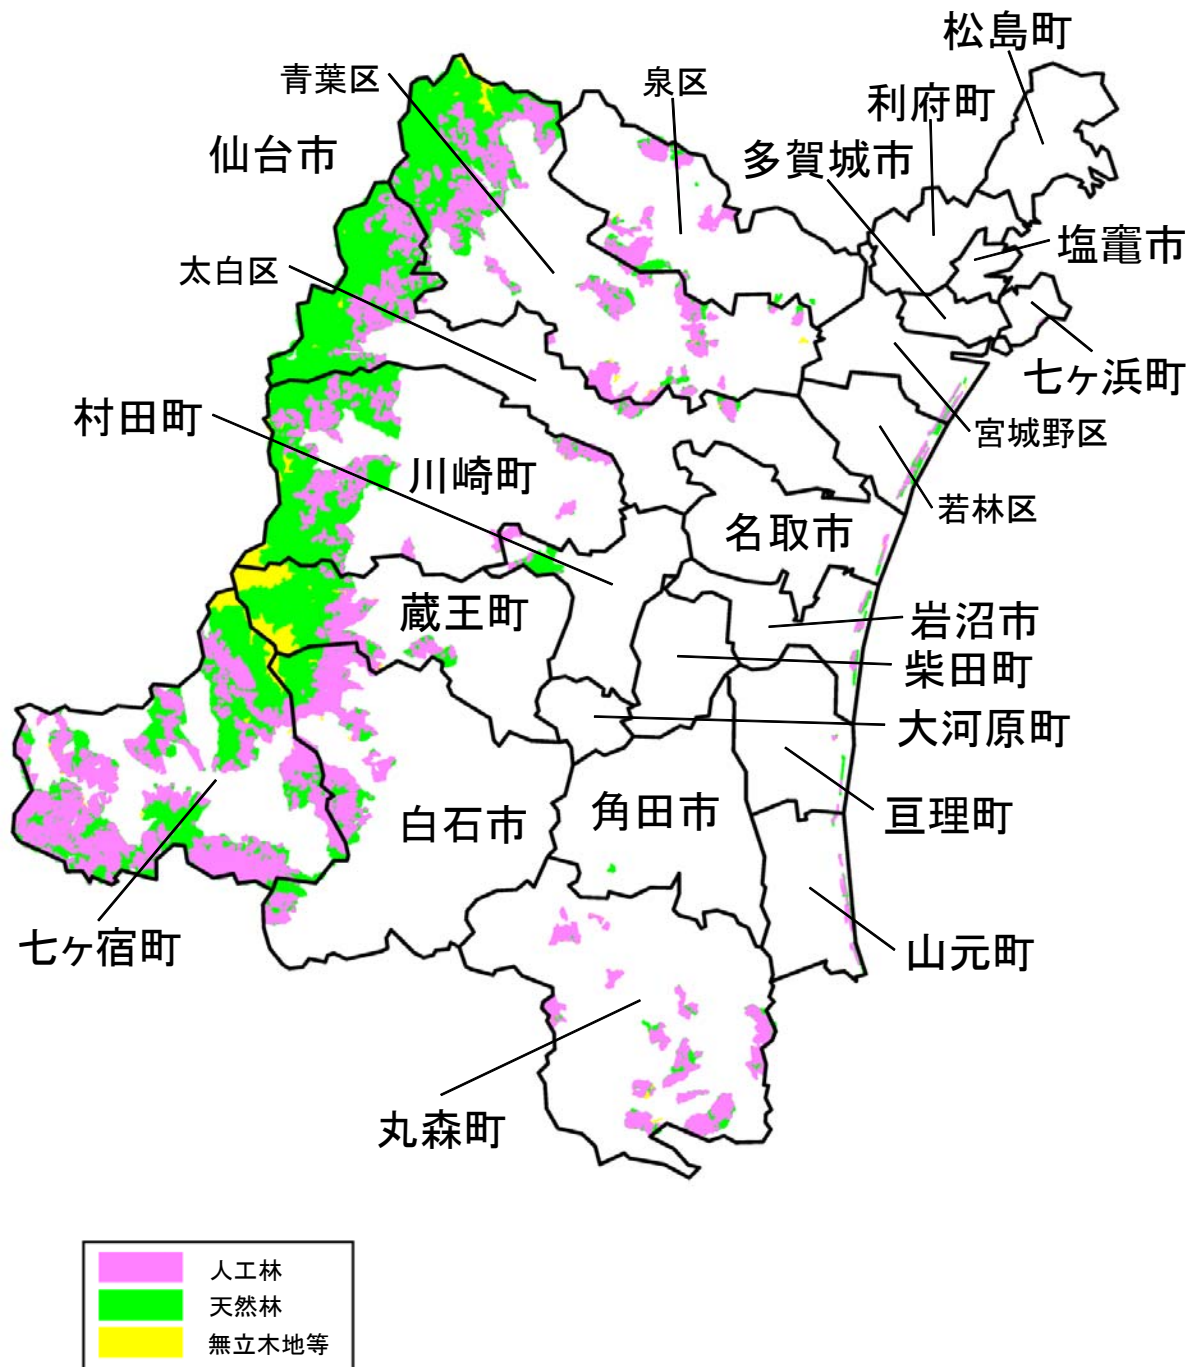 松島町
青葉区
泉区
利府町
仙台市
多賀城市
塩竈市
太白区
七ヶ浜町
村田町
宮城野区
川崎町
若林区
名取市
蔵王町
岩沼市
柴田町
大河原町
白石市
角田市
亘理町
七ヶ宿町
山元町
丸森町
人工林
天然林
無立木地等